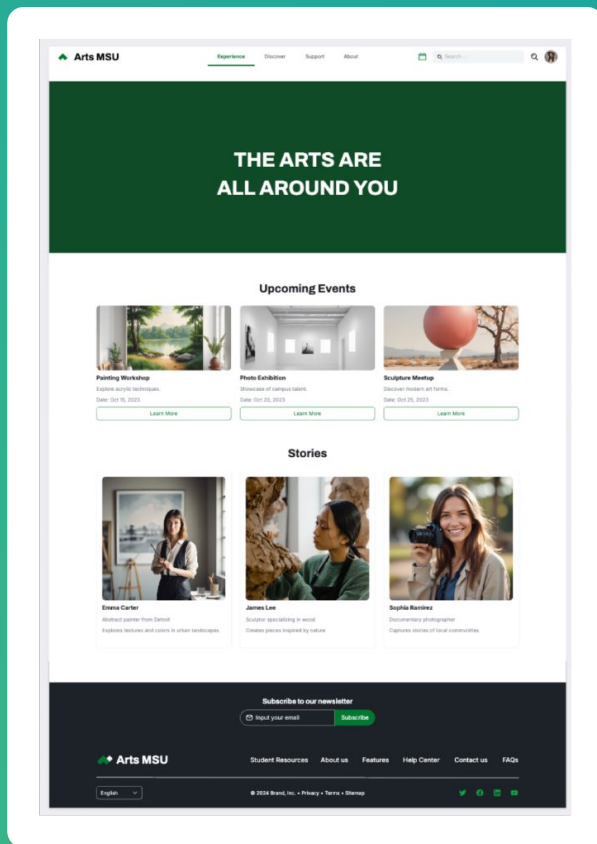 Arts MSU
Experience Discover Support About
Search...
THE ARTS ARE
ALL AROUND YOU
Upcoming Events
Painting Workshop
Explore acrylic techniques.
Date: Oct 15, 2023
Learn More
Photo Exhibition
Showcase of campus talent.
Date: Oct 20, 2023
Learn More
Sculpture Meetup
Discover modern art forms.
Date: Oct 25, 2023
Learn More
Stories
Emma Carter
Abstract painter from Detroit
Explores textures and colors in urban landscapes.
James Lee
Sculptor specializing in wood
Creates pieces inspired by nature
Sophia Ramirez
Documentary photographer
Captures stories of local communities
Subscribe to our newsletter
Input your email Subscribe
Arts MSU
Student Resources About us Features Help Center Contact us FAQs
English
© 2024 Brand, Inc. • Privacy • Terms • Sitemap